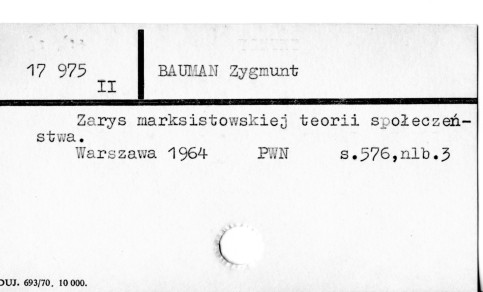 17 975
II
BAUMAN Zygmunt
Zarys marksistowskiej teorii społeczeń-
stwa.
Warszawa 1964 PWN s.576,nlb.3
DUJ. 693/70. 10 000.